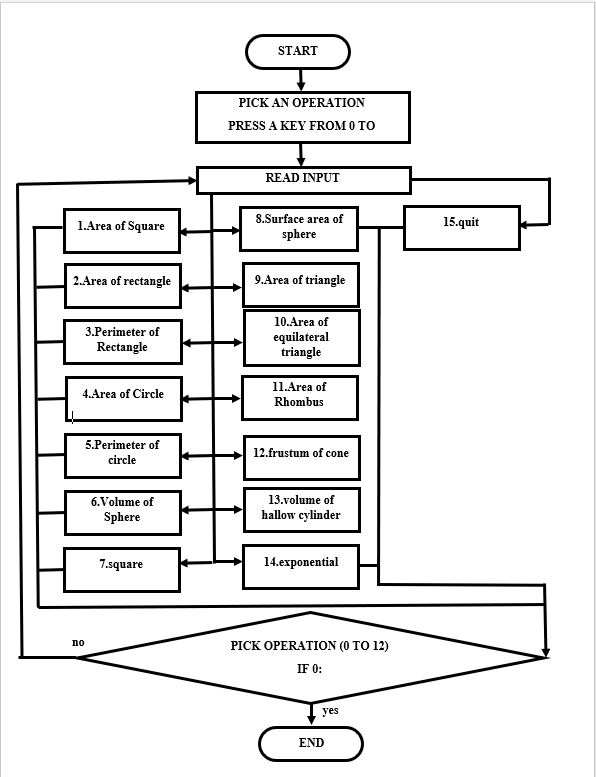 START
PICK AN OPERATION
PRESS A KEY FROM 0 TO
READ INPUT
1.Area of Square
8.Surface area of
sphere
15.quit
2.Area of rectangle
9.Area of triangle
3.Perimeter of
Rectangle
10.Area of
equilateral
triangle
4.Area of Circle
11.Area of
Rhombus
5.Perimeter of
circle
12.frustum of cone
6.Volume of
Sphere
13.volume of
hallow cylinder
7.square
14.exponential
no
PICK OPERATION (0 TO 12)
IF 0:
yes
END